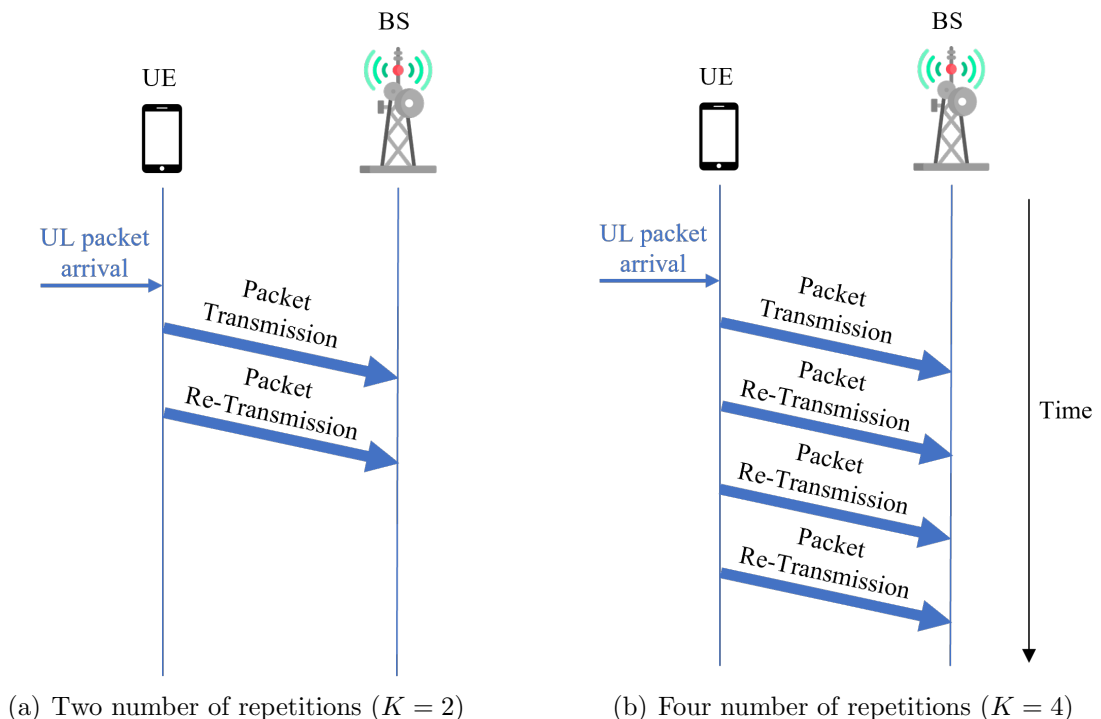 BS
UE
UL packet
arrival
Packet
Transmission
Packet
Re-Transmission
(a) Two number of repetitions (K = 2)
BS
UE
UL packet
arrival
Packet
Transmission
Packet
Re-Transmission
Packet
Re-Transmission
Packet
Re-Transmission
Time
(b) Four number of repetitions (K = 4)